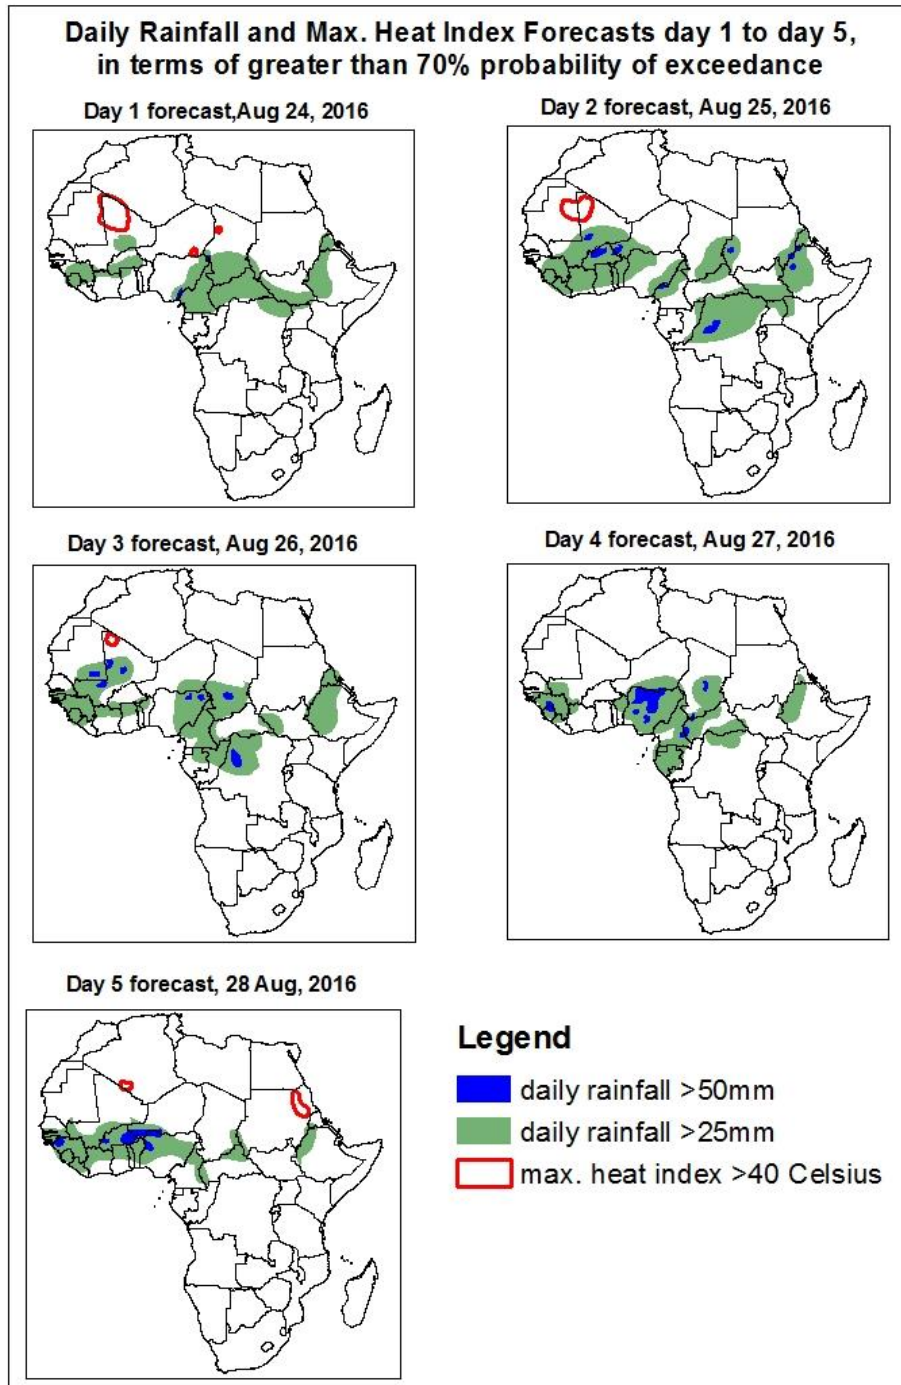 Daily Rainfall and Max. Heat Index Forecasts day 1 to day 5,
in terms of greater than 70% probability of exceedance
Day 1 forecast,Aug 24, 2016
Day 2 forecast, Aug 25, 2016
Day 3 forecast, Aug 26, 2016
Day 4 forecast, Aug 27, 2016
Day 5 forecast, 28 Aug, 2016
Legend
daily rainfall >50mm
daily rainfall >25mm
max. heat index >40 Celsius